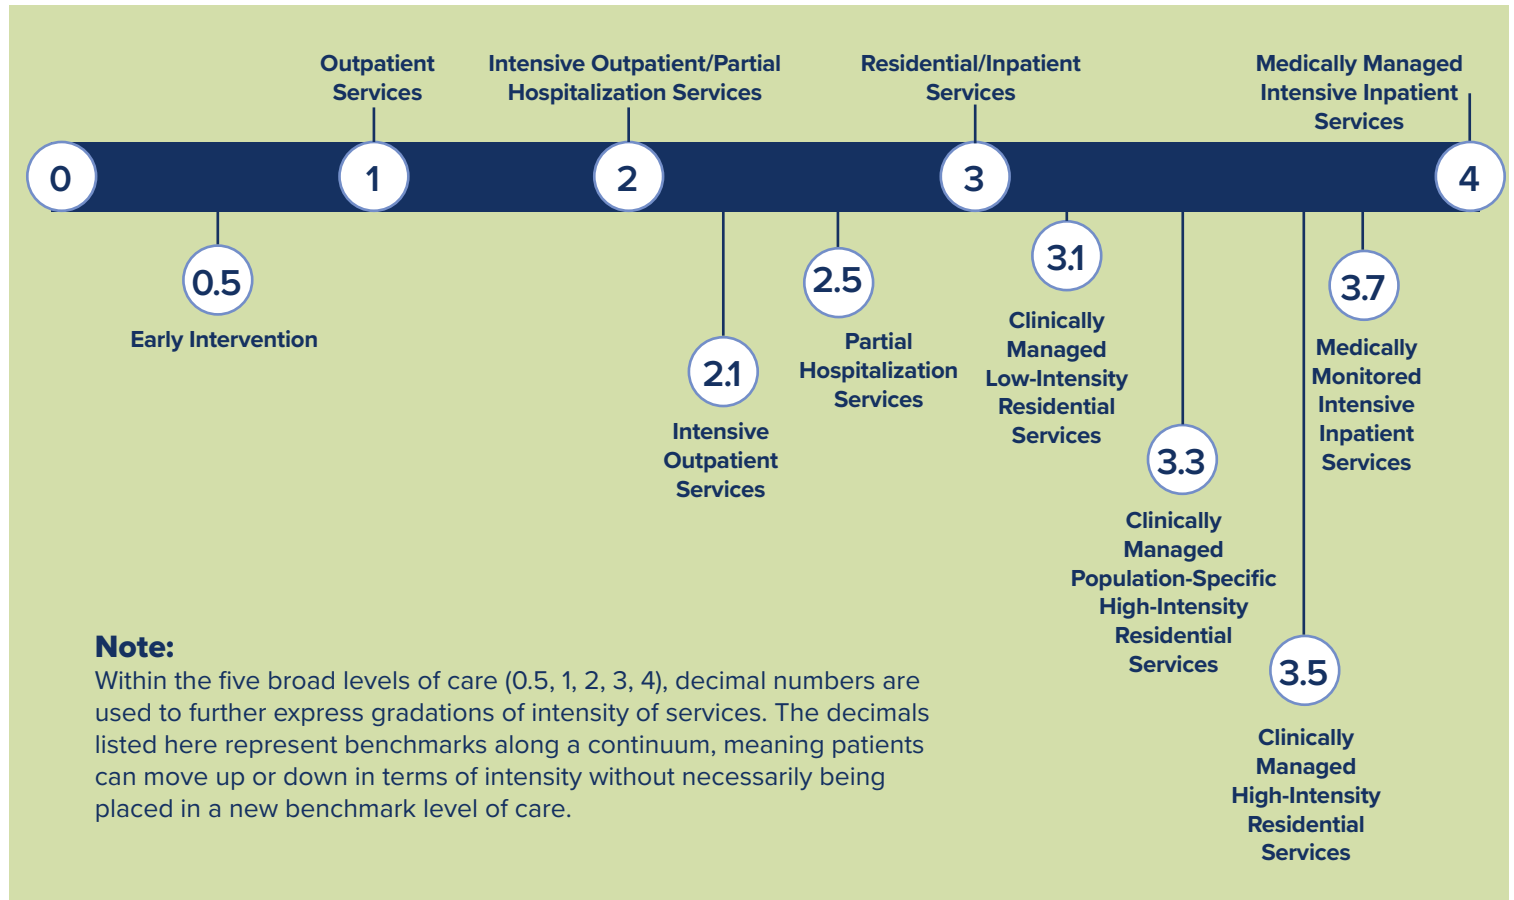 Outpatient
Services
Intensive Outpatient/Partial
Hospitalization Services
Residential/Inpatient
Services
Medically Managed
Intensive Inpatient
Services
0
1
2
3
4
0.5
Early Intervention
2.1
Intensive
Outpatient
Services
2.5
Partial
Hospitalization
Services
3.1
Clinically
Managed
Low-Intensity
Residential
Services
3.3
Clinically
Managed
Population-Specific
High-Intensity
Residential
Services
3.5
Clinically
Managed
High-Intensity
Residential
Services
3.7
Medically
Monitored
Intensive
Inpatient
Services
Note:
Within the five broad levels of care (0.5, 1, 2, 3, 4), decimal numbers are
used to further express gradations of intensity of services. The decimals
listed here represent benchmarks along a continuum, meaning patients
can move up or down in terms of intensity without necessarily being
placed in a new benchmark level of care.